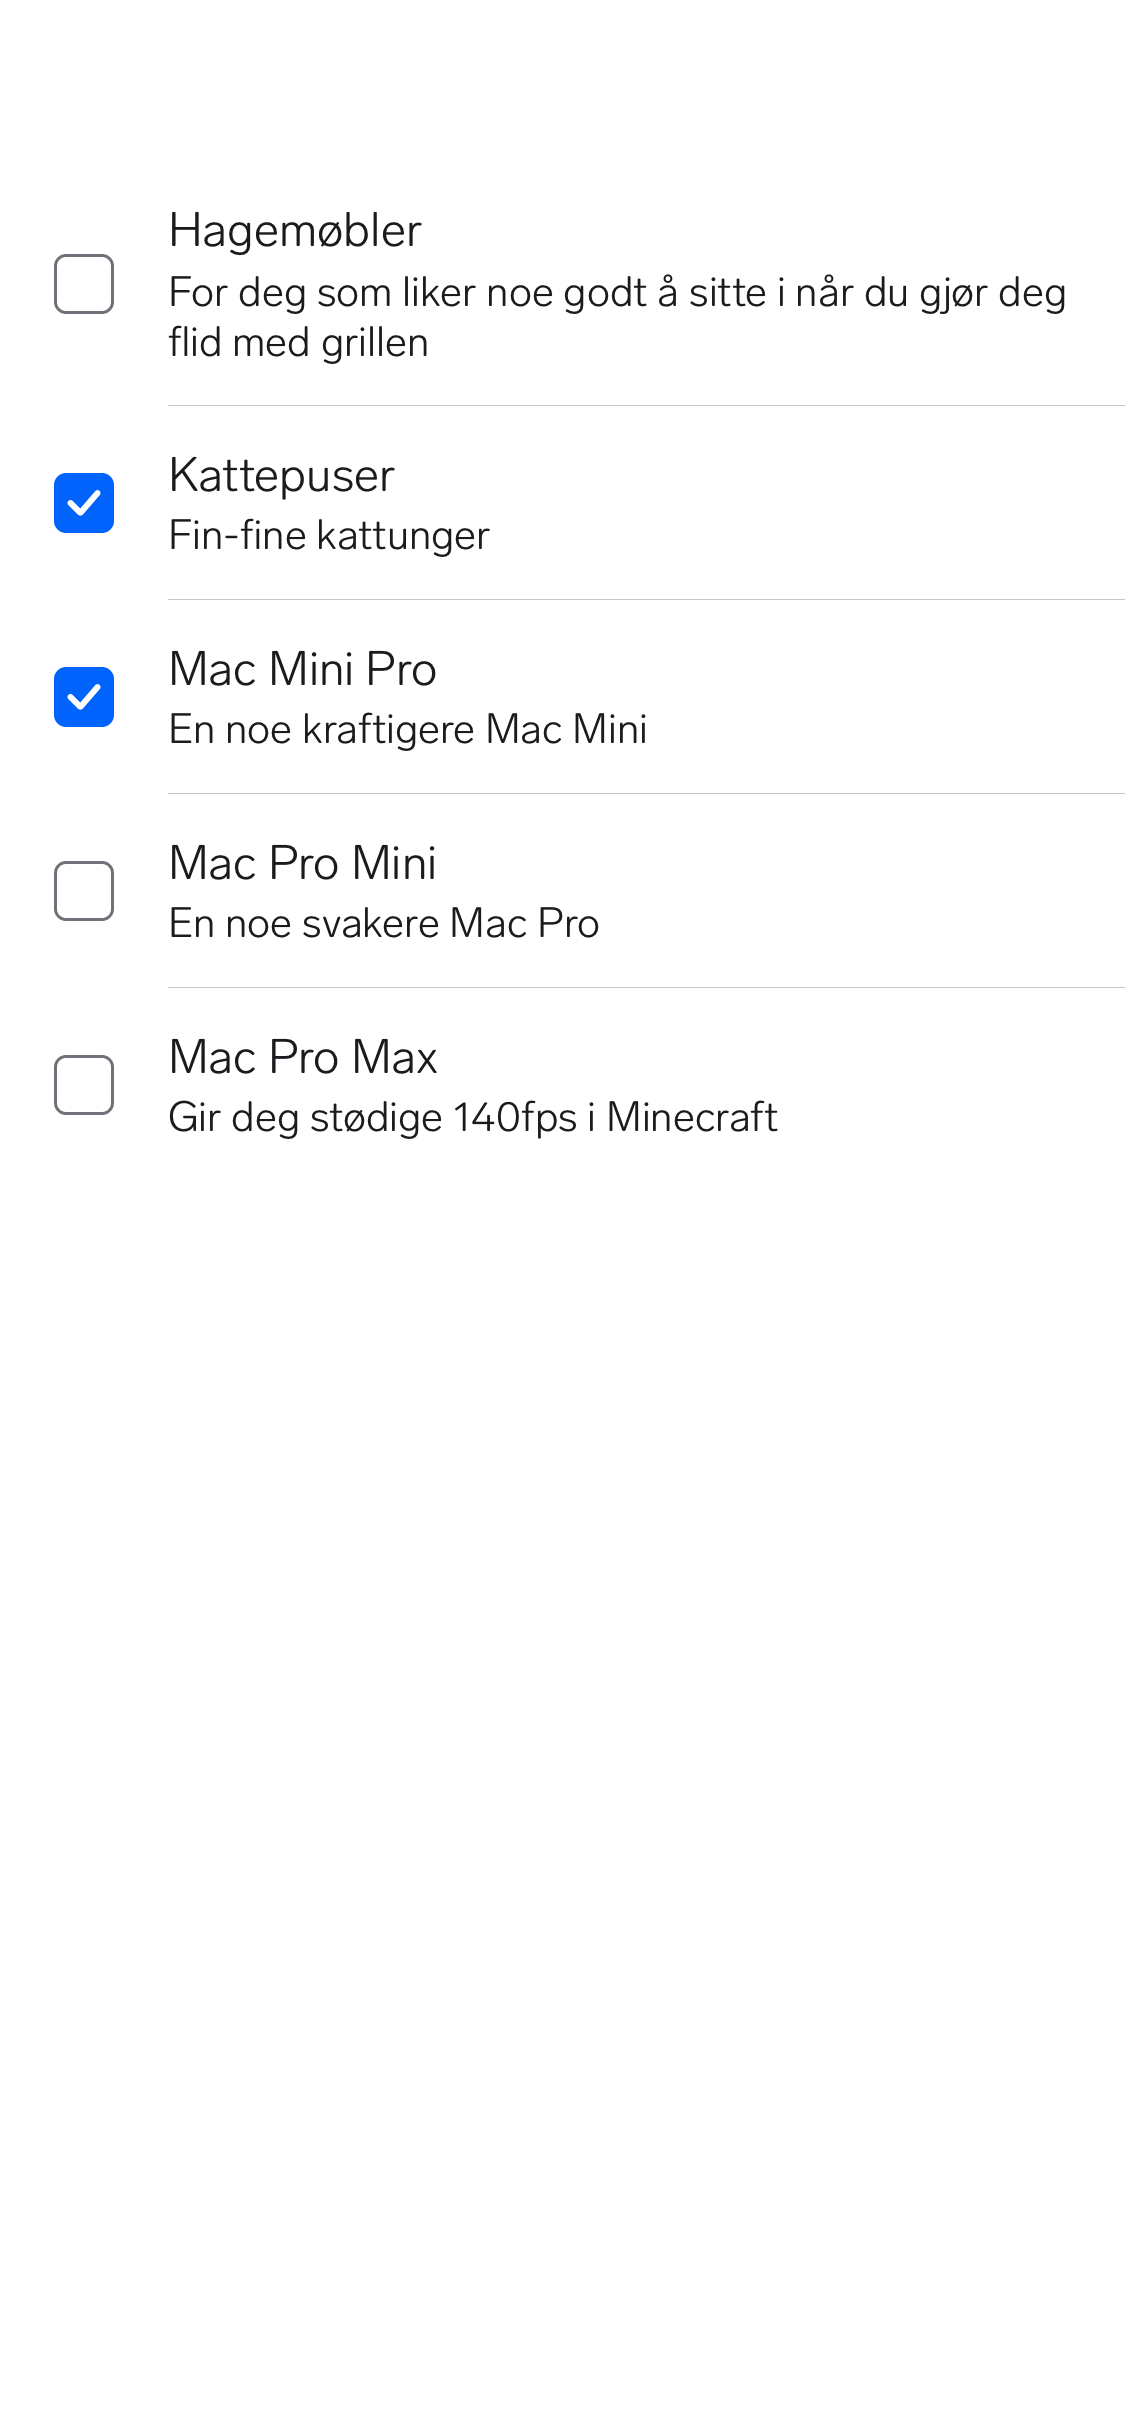 Hagemøbler
For deg som liker noe godt å sitte i når du gjør deg
flid med grillen
Kattepuser
Fin-fine kattunger
Mac Mini Pro
En noe kraftigere Mac Mini
Mac Pro Mini
En noe svakere Mac Pro
Mac Pro Max
Gir deg stødige 140fps i Minecraft